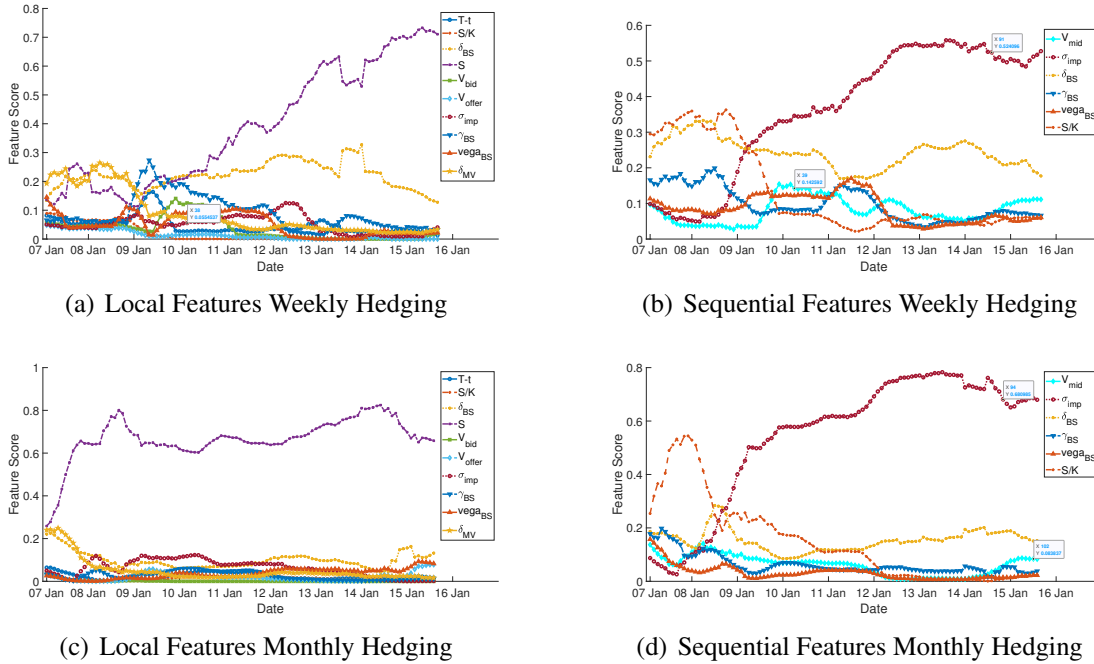 0.8
0.7
0.6
0.5
0.4
0.3
0.2
0.1
0
Feature Score
07 Jan 08 Jan 09 Jan 10 Jan 11 Jan 12 Jan 13 Jan 14 Jan 15 Jan 16 Jan
Date
T-t
S/K
δBS
S
Vbid
Voffer
σimp
γBS
vegaBS
δMV
(a) Local Features Weekly Hedging
0.6
0.5
0.4
0.3
0.2
0.1
0
Feature Score
07 Jan 08 Jan 09 Jan 10 Jan 11 Jan 12 Jan 13 Jan 14 Jan 15 Jan 16 Jan
Date
X 91
X 39
Vmid
σimp
δBS
γBS
vegaBS
S/K
(b) Sequential Features Weekly Hedging
1
0.8
0.6
0.4
0.2
0
Feature Score
07 Jan 08 Jan 09 Jan 10 Jan 11 Jan 12 Jan 13 Jan 14 Jan 15 Jan 16 Jan
Date
T-t
S/K
δBS
S
Vbid
Voffer
σimp
γBS
vegaBS
δMV
(c) Local Features Monthly Hedging
0.8
0.6
0.4
0.2
0
Feature Score
07 Jan 08 Jan 09 Jan 10 Jan 11 Jan 12 Jan 13 Jan 14 Jan 15 Jan 16 Jan
Date
X 94
X 102
Vmid
σimp
δBS
γBS
vegaBS
S/K
(d) Sequential Features Monthly Hedging